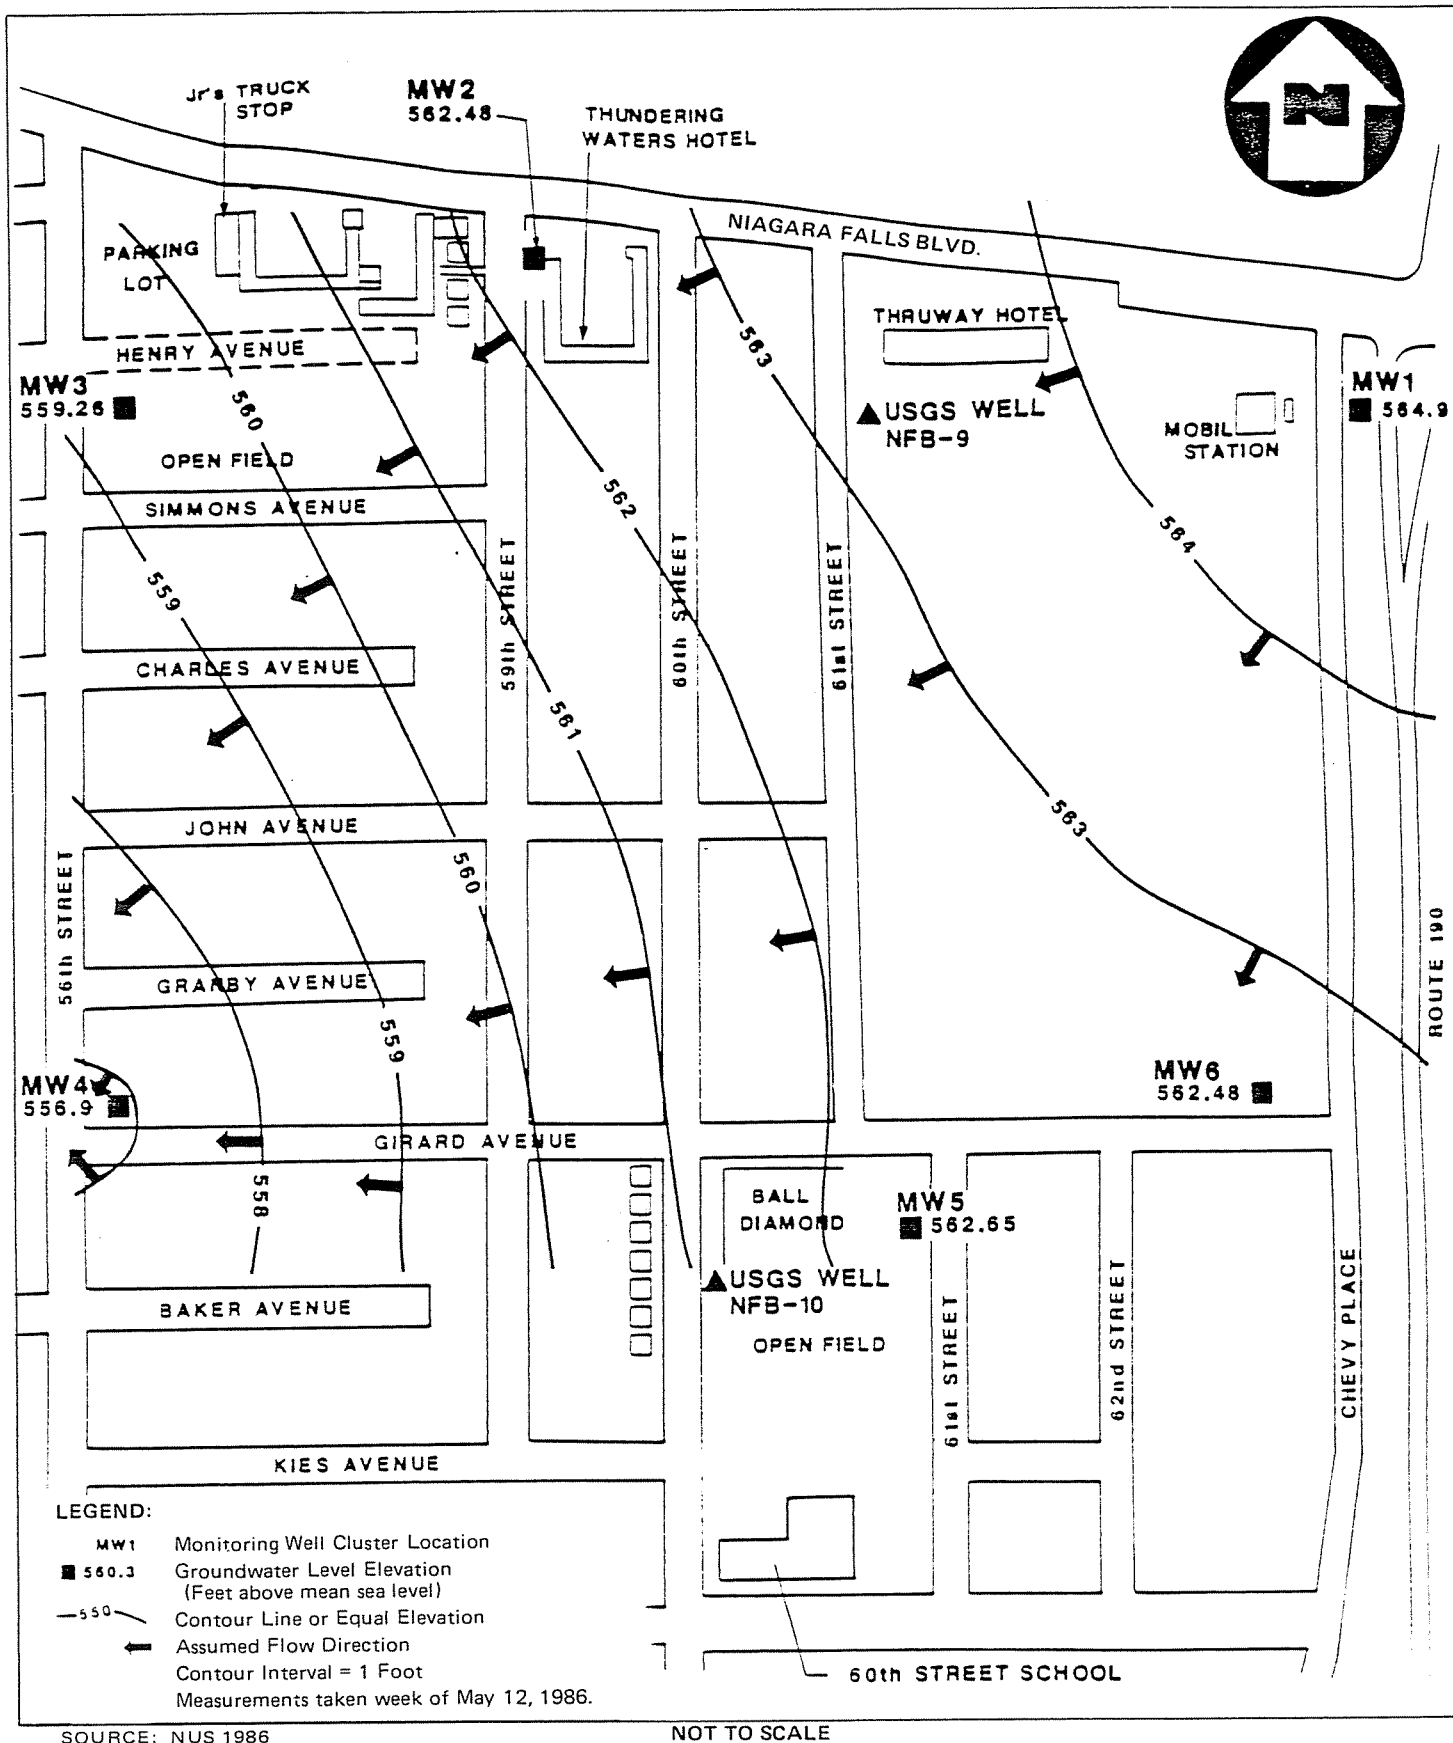 Jr's TRUCK
STOP
MW2
562.48
THUNDERING
WATERS HOTEL
N
NIAGARA FALLS BLVD.
PARKING
LOT
HENRY AVENUE
MW3
559.26
560
563
THRUWAY HOTEL
USGS WELL
NFB-9
MW1
564.9
MOBIL
STATION
OPEN FIELD
SIMMONS AVENUE
562
564
559
59th STREET
60th STREET
61st STREET
CHARLES AVENUE
561
563
JOHN AVENUE
560
56th STREET
GRANBY AVENUE
559
ROUTE 190
MW4
556.9
MW6
562.48
GIRARD AVENUE
558
BALL
DIAMOND
MW5
562.65
USGS WELL
NFB-10
BAKER AVENUE
OPEN FIELD
61st STREET
62nd STREET
CHEVY PLACE
KIES AVENUE
LEGEND:
MW1 Monitoring Well Cluster Location
560.3 Groundwater Level Elevation
(Feet above mean sea level)
550 Contour Line or Equal Elevation
Assumed Flow Direction
Contour Interval = 1 Foot
Measurements taken week of May 12, 1986.
60th STREET SCHOOL
SOURCE: NUS 1986
NOT TO SCALE